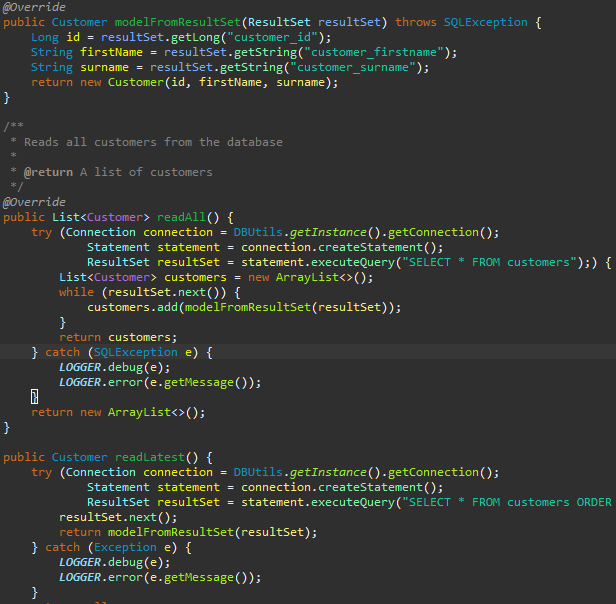 @Override
public Customer modelFromResultSet(ResultSet resultSet) throws SQLException {
    Long id = resultSet.getLong("customer_id");
    String firstName = resultSet.getString("customer_firstname");
    String surname = resultSet.getString("customer_surname");
    return new Customer(id, firstName, surname);
}

/**
 * Reads all customers from the database
 *
 * @return A list of customers
 */
@Override
public List<Customer> readAll() {
    try (Connection connection = DBUtils.getInstance().getConnection();
            Statement statement = connection.createStatement();
            ResultSet resultSet = statement.executeQuery("SELECT * FROM customers");) {
        List<Customer> customers = new ArrayList<>();
        while (resultSet.next()) {
            customers.add(modelFromResultSet(resultSet));
        }
        return customers;
    } catch (SQLException e) {
        LOGGER.debug(e);
        LOGGER.error(e.getMessage());
    }
    return new ArrayList<>();
}

public Customer readLatest() {
    try (Connection connection = DBUtils.getInstance().getConnection();
            Statement statement = connection.createStatement();
            ResultSet resultSet = statement.executeQuery("SELECT * FROM customers ORDER
        resultSet.next();
        return modelFromResultSet(resultSet);
    } catch (Exception e) {
        LOGGER.debug(e);
        LOGGER.error(e.getMessage());
    }